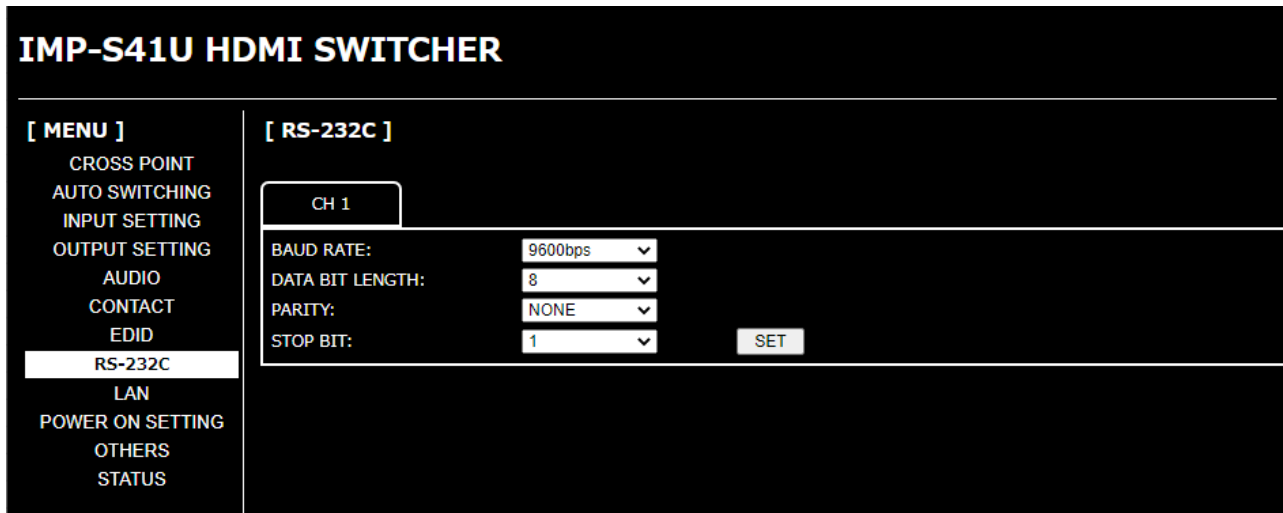 IMP-S41U HDMI SWITCHER
[ MENU ]
CROSS POINT
AUTO SWITCHING
INPUT SETTING
OUTPUT SETTING
AUDIO
CONTACT
EDID
RS-232C
LAN
POWER ON SETTING
OTHERS
STATUS
[ RS-232C ]
CH 1
BAUD RATE: 9600bps
DATA BIT LENGTH: 8
PARITY: NONE
STOP BIT: 1 SET